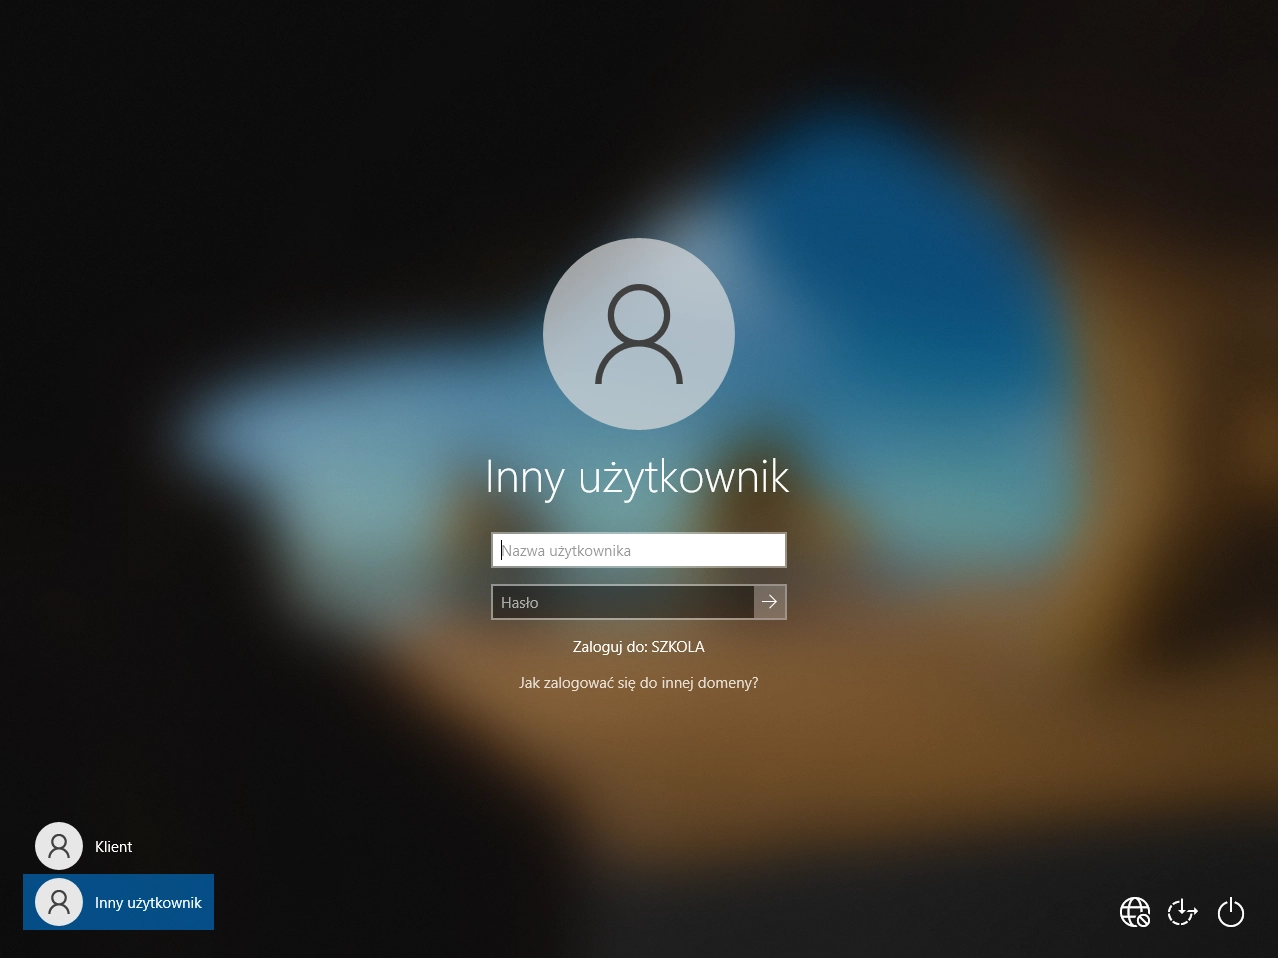 Inny użytkownik
Nazwa użytkownika
Hasło
Zaloguj do: SZKOLA
Jak zalogować się do innej domeny?
Klient
Inny użytkownik